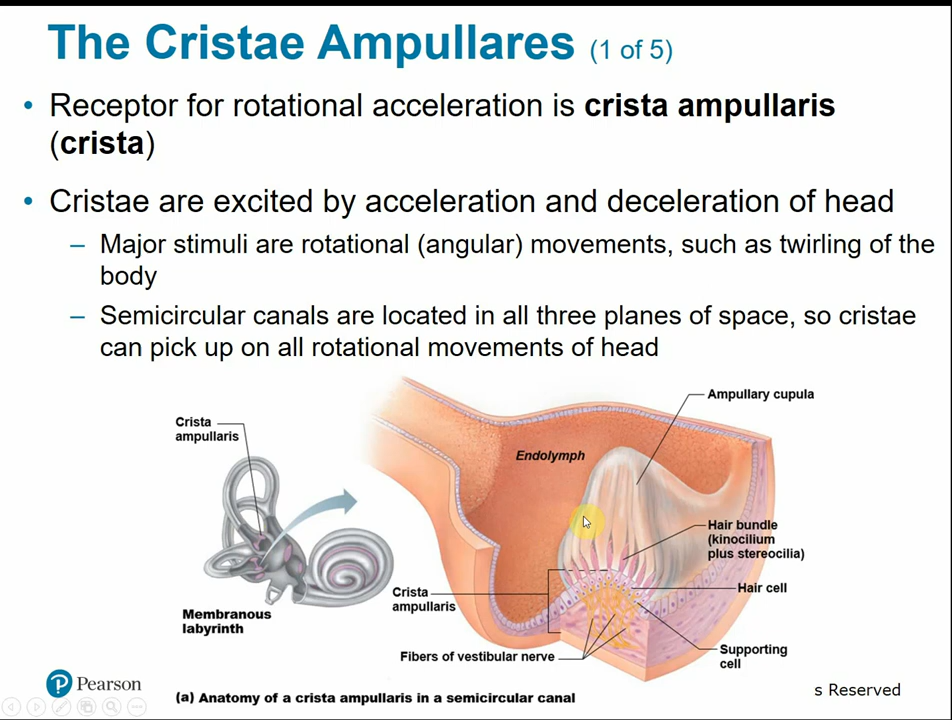 The Cristae Ampullares (1 of 5)
• Receptor for rotational acceleration is crista ampullaris
(crista)
• Cristae are excited by acceleration and deceleration of head
– Major stimuli are rotational (angular) movements, such as twirling of the
body
– Semicircular canals are located in all three planes of space, so cristae
can pick up on all rotational movements of head
Ampullary cupula
Crista
ampullaris
Endolymph
Hair bundle
(kinocilium
plus stereocilia)
Hair cell
Crista
ampullaris
Membranous
labyrinth
Supporting
cell
Fibers of vestibular nerve
P Pearson
s Reserved
(a) Anatomy of a crista ampullaris in a semicircular canal